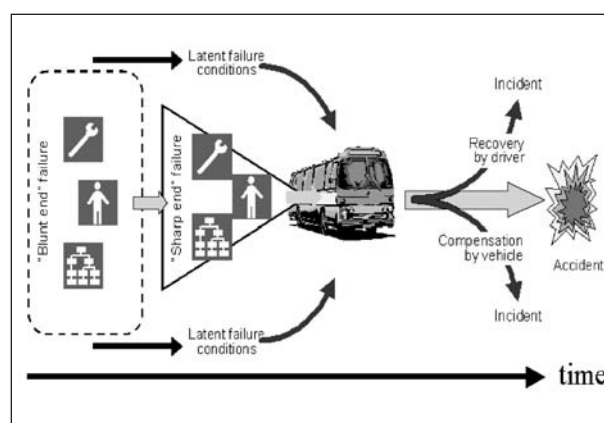 Latent failure
conditions
"Blunt end" failure
"Sharp end" failure
Incident
Recovery
by driver
Compensation
by vehicle
Accident
Incident
Latent failure
conditions
time